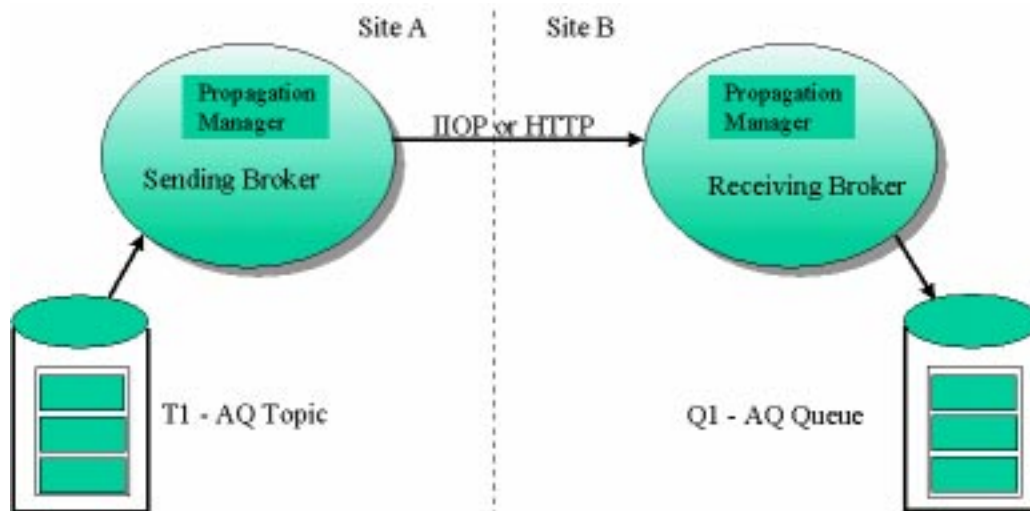 Site A
Site B
Propagation
Manager
Propagation
Manager
IIOP or HTTP
Sending Broker
Receiving Broker
T1 - AQ Topic
Q1 - AQ Queue